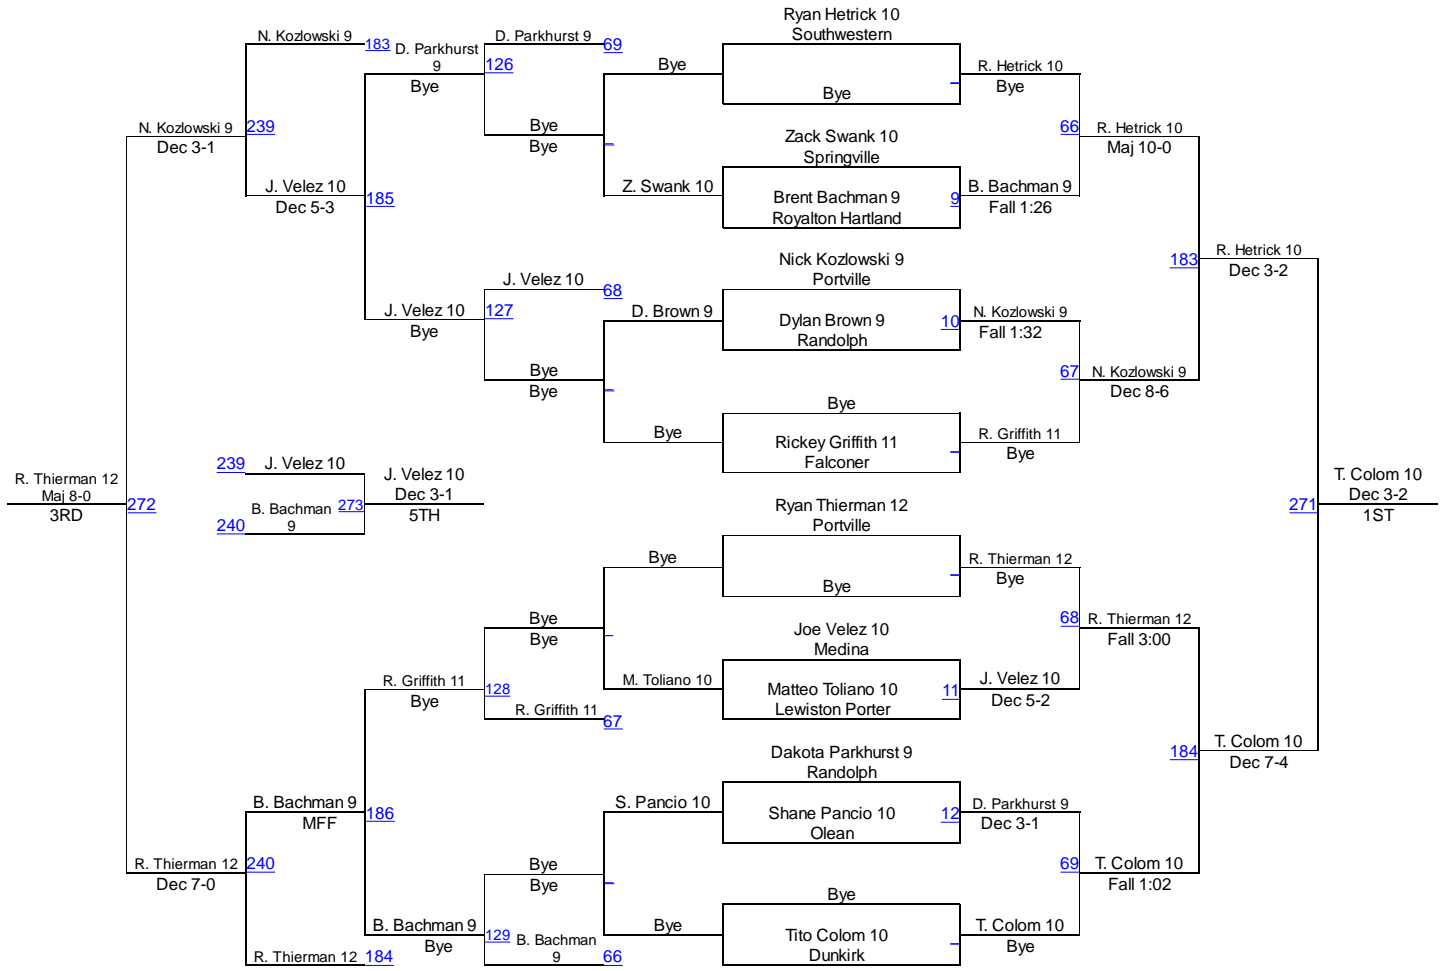 Ryan Hetrick 10
Southwestern
N. Kozlowski 9
183
D. Parkhurst
9
Bye
D. Parkhurst 9
69
126
Bye
Bye
R. Hetrick 10
Bye
N. Kozlowski 9
Dec 3-1
239
Bye
Bye
Zack Swank 10
Springville
66
R. Hetrick 10
Maj 10-0
J. Velez 10
Dec 5-3
185
Z. Swank 10
Brent Bachman 9
Royalton Hartland
9
B. Bachman 9
Fall 1:26
Nick Kozlowski 9
Portville
183
R. Hetrick 10
Dec 3-2
J. Velez 10
68
J. Velez 10
Bye
127
D. Brown 9
Dylan Brown 9
Randolph
10
N. Kozlowski 9
Fall 1:32
Bye
Bye
67
N. Kozlowski 9
Dec 8-6
Bye
Bye
Rickey Griffith 11
Falconer
R. Griffith 11
Bye
R. Thierman 12
Maj 8-0
3RD
272
239
J. Velez 10
240
B. Bachman
9
273
J. Velez 10
Dec 3-1
5TH
Ryan Thierman 12
Portville
271
T. Colom 10
Dec 3-2
1ST
Bye
Bye
R. Thierman 12
Bye
Bye
Bye
Joe Velez 10
Medina
68
R. Thierman 12
Fall 3:00
R. Griffith 11
Bye
128
M. Toliano 10
Matteo Toliano 10
Lewiston Porter
11
J. Velez 10
Dec 5-2
R. Griffith 11
67
Dakota Parkhurst 9
Randolph
184
T. Colom 10
Dec 7-4
B. Bachman 9
MFF
186
S. Pancio 10
Shane Pancio 10
Olean
12
D. Parkhurst 9
Dec 3-1
R. Thierman 12
Dec 7-0
240
Bye
Bye
69
T. Colom 10
Fall 1:02
Bye
B. Bachman 9
Bye
129
B. Bachman
9
66
Bye
Tito Colom 10
Dunkirk
T. Colom 10
Bye
R. Thierman 12
184